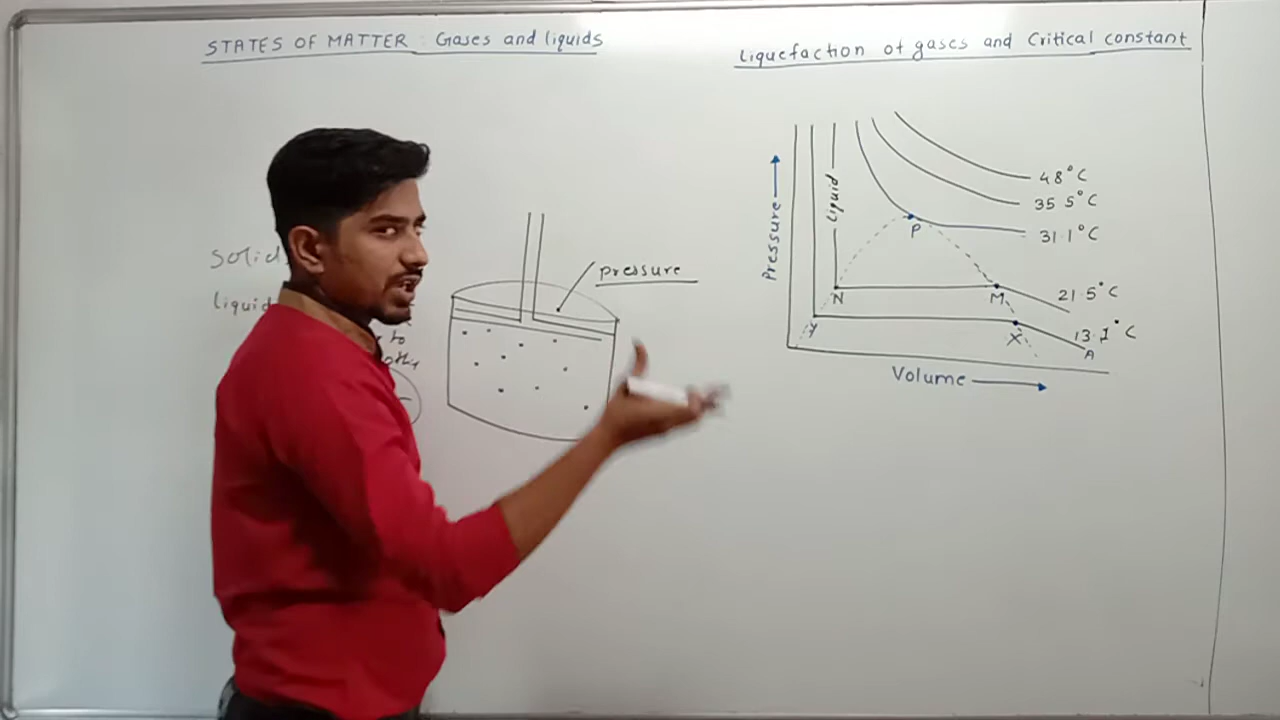 STATES OF MATTER : Gases and liquids
Liquefaction of gases and Critical constant
solid
liquid
to
pressure
Pressure
Liquid
48°C
35 5°C
31 1°C
21 5°C
13.1°C
P
N
M
Y
X
A
Volume